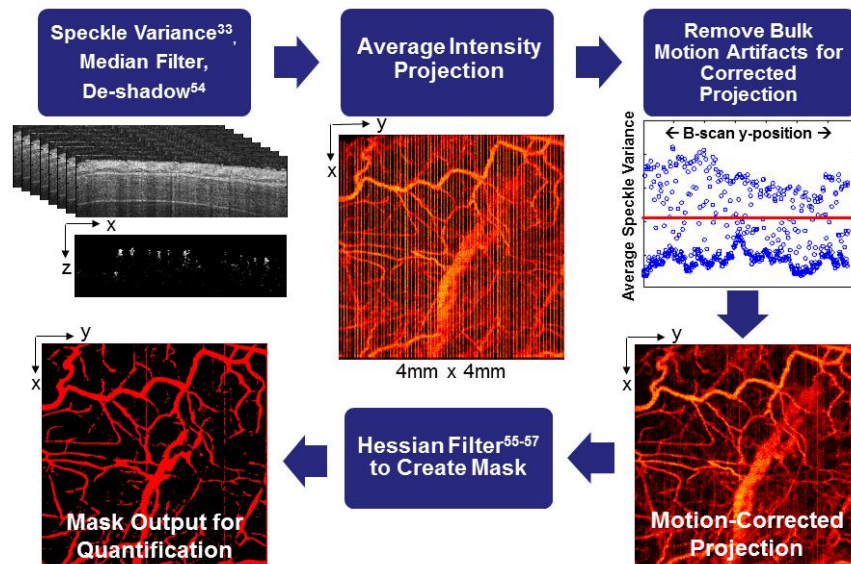 Speckle Variance33,
Median Filter,
De-shadow54
Average Intensity
Projection
Remove Bulk
Motion Artifacts for
Corrected
Projection
x
z
y
x
4mm x 4mm
← B-scan y-position →
Average Speckle Variance
y
x
Motion-Corrected
Projection
Hessian Filter55-57
to Create Mask
y
x
Mask Output for
Quantification